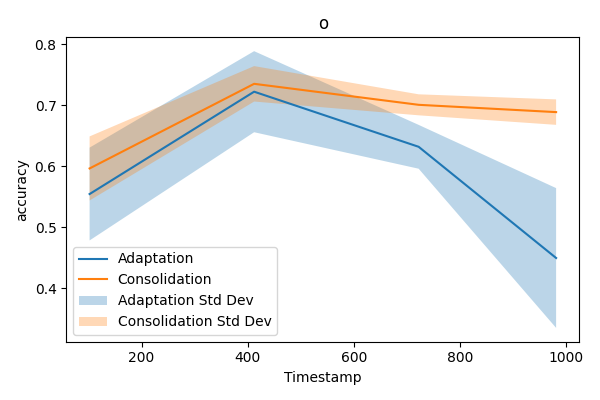 o
0.8
0.7
0.6
0.5
0.4
accuracy
Adaptation
Consolidation
Adaptation Std Dev
Consolidation Std Dev
200 400 600 800 1000
Timestamp